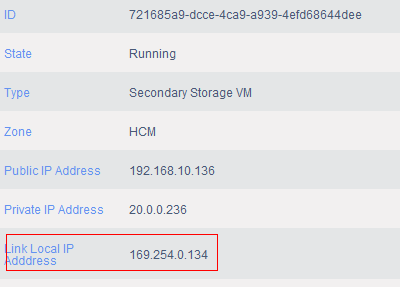 ID 721685a9-dcce-4ca9-a939-4efd68644dee
State Running
Type Secondary Storage VM
Zone HCM
Public IP Address 192.168.10.136
Private IP Address 20.0.0.236
Link Local IP
Adddress 169.254.0.134